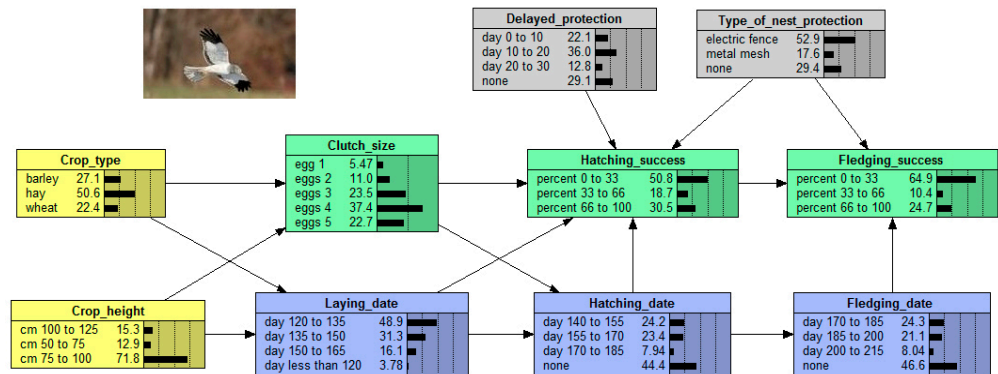 Delayed_protection
day 0 to 10 22.1
day 10 to 20 36.0
day 20 to 30 12.8
none 29.1
Type_of_nest_protection
electric fence 52.9
metal mesh 17.6
none 29.4
Crop_type
barley 27.1
hay 50.6
wheat 22.4
Clutch_size
egg 1 5.47
eggs 2 11.0
eggs 3 23.5
eggs 4 37.4
eggs 5 22.7
Hatching_success
percent 0 to 33 50.8
percent 33 to 66 18.7
percent 66 to 100 30.5
Fledging_success
percent 0 to 33 64.9
percent 33 to 66 10.4
percent 66 to 100 24.7
Crop_height
cm 100 to 125 15.3
cm 50 to 75 12.9
cm 75 to 100 71.8
Laying_date
day 120 to 135 48.9
day 135 to 150 31.3
day 150 to 165 16.1
day less than 120 3.78
Hatching_date
day 140 to 155 24.2
day 155 to 170 23.4
day 170 to 185 7.94
none 44.4
Fledging_date
day 170 to 185 24.3
day 185 to 200 21.1
day 200 to 215 8.04
none 46.6